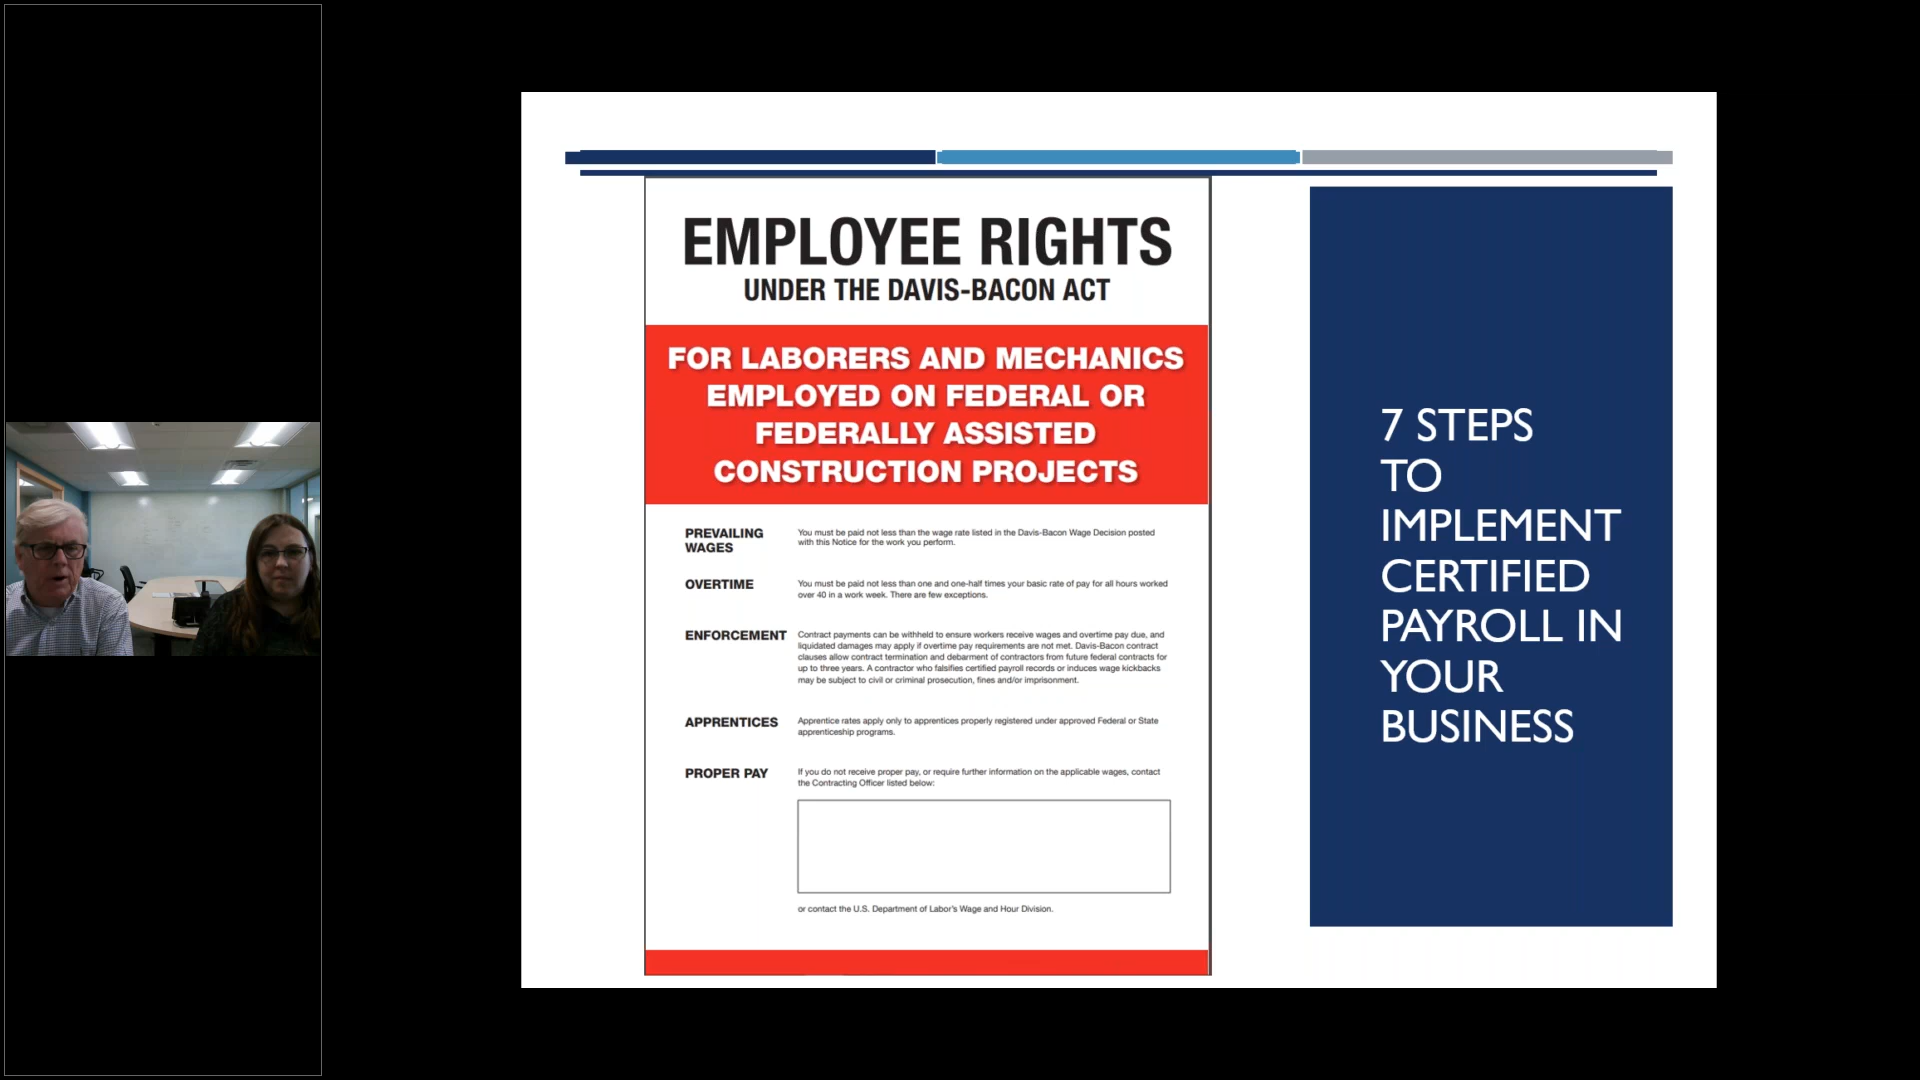 EMPLOYEE RIGHTS
UNDER THE DAVIS-BACON ACT
FOR LABORERS AND MECHANICS
EMPLOYED ON FEDERAL OR
FEDERALLY ASSISTED
CONSTRUCTION PROJECTS
PREVAILING
WAGES
You must be paid not less than the wage rate listed in the Davis-Bacon Wage Decision posted
with this Notice for the work you perform.
OVERTIME
You must be paid not less than one and one-half times your basic rate of pay for all hours worked
over 40 in a work week. There are few exceptions.
ENFORCEMENT
Contract payments can be withheld to ensure workers receive wages and overtime pay due, and
liquidated damages may apply if overtime pay requirements are not met. Davis-Bacon contract
clauses allow contract termination and debarment of contractors from future federal contracts for
up to three years. A contractor who falsifies certified payroll records or induces wage kickbacks
may be subject to civil or criminal prosecution, fines and/or imprisonment.
APPRENTICES
Apprentice rates apply only to apprentices properly registered under approved Federal or State
apprenticeship programs.
PROPER PAY
If you do not receive proper pay, or require further information on the applicable wages, contact
the Contracting Officer listed below:
or contact the U.S. Department of Labor's Wage and Hour Division.
7 STEPS
TO
IMPLEMENT
CERTIFIED
PAYROLL IN
YOUR
BUSINESS